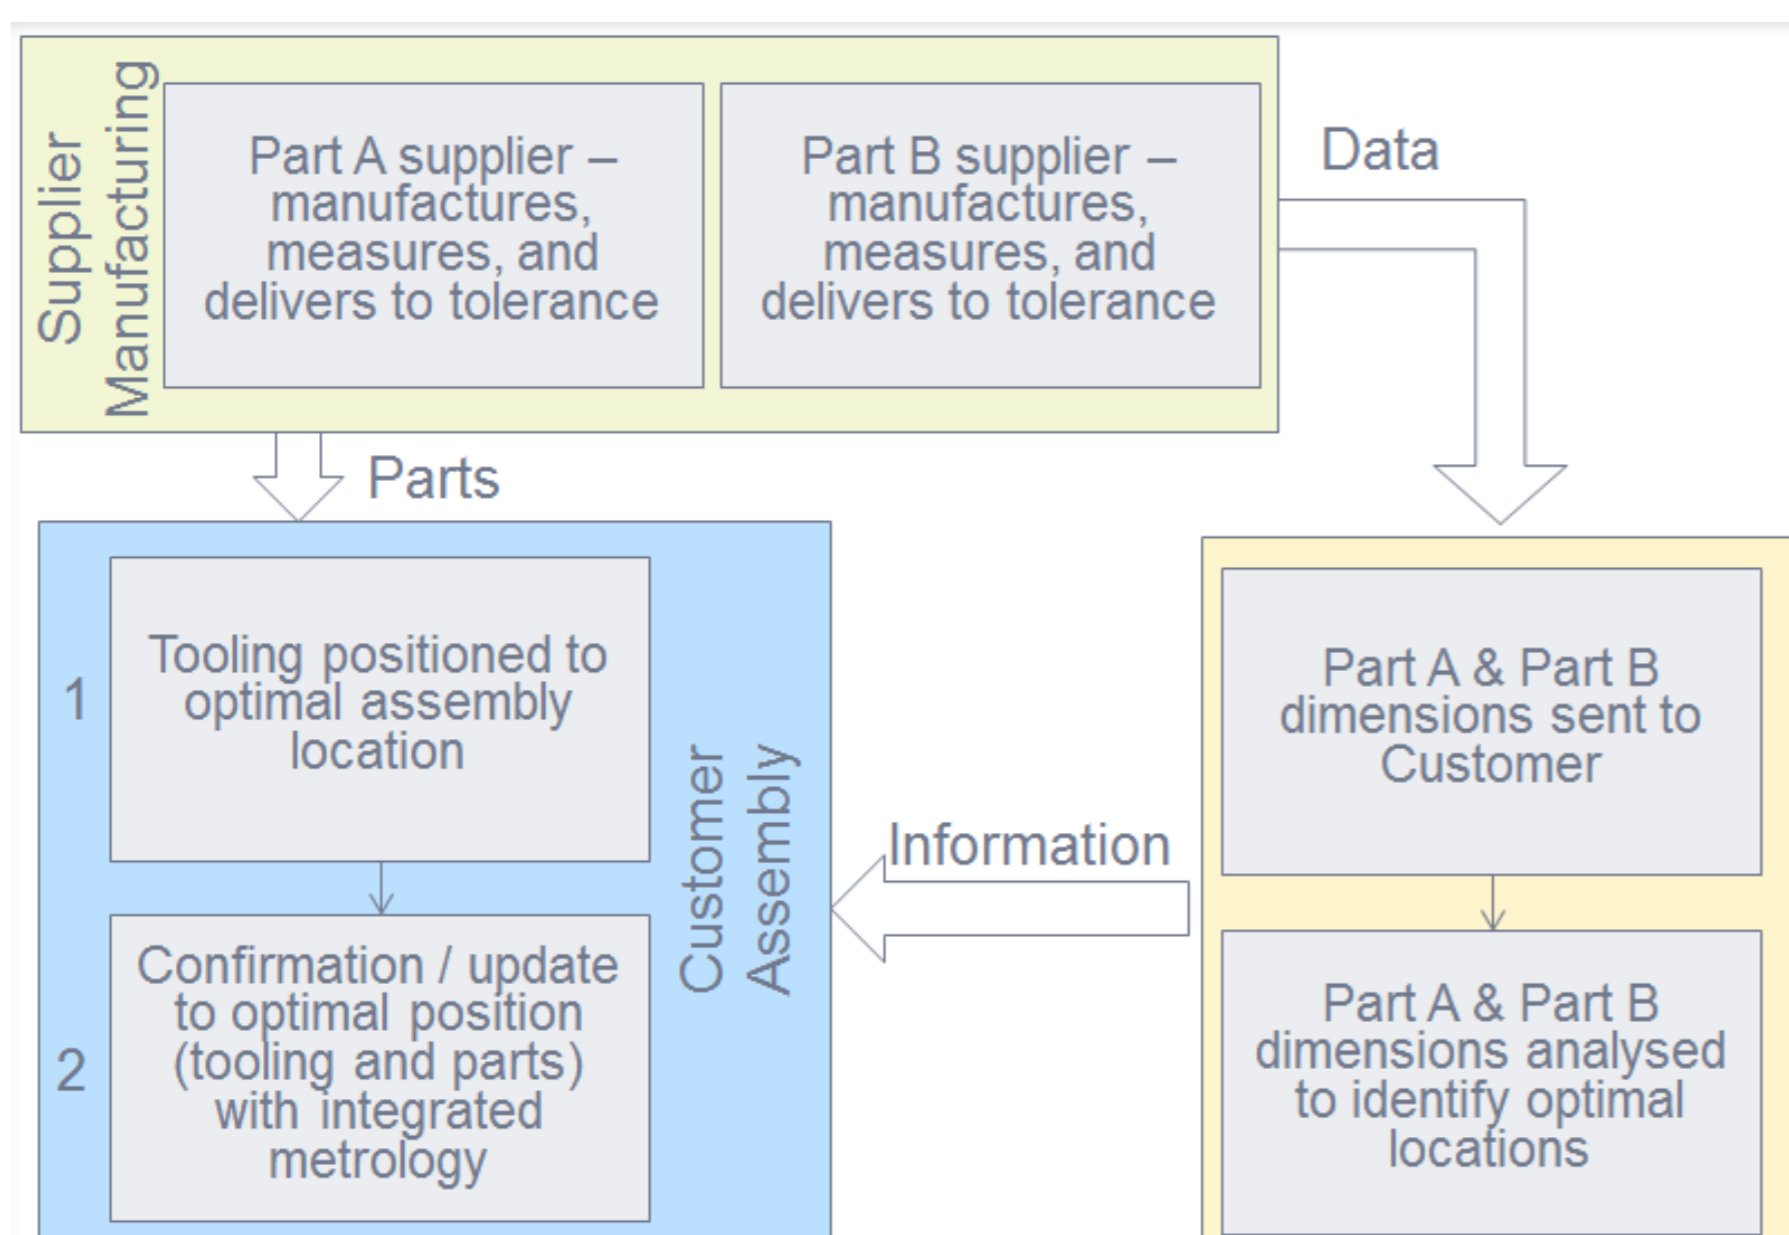 Supplier
Manufacturing
Part A supplier –
manufactures,
measures, and
delivers to tolerance
Part B supplier –
manufactures,
measures, and
delivers to tolerance
Data
Parts
1
Tooling positioned to
optimal assembly
location
2
Confirmation / update
to optimal position
(tooling and parts)
with integrated
metrology
Customer
Assembly
Information
Part A & Part B
dimensions sent to
Customer
Part A & Part B
dimensions analysed
to identify optimal
locations